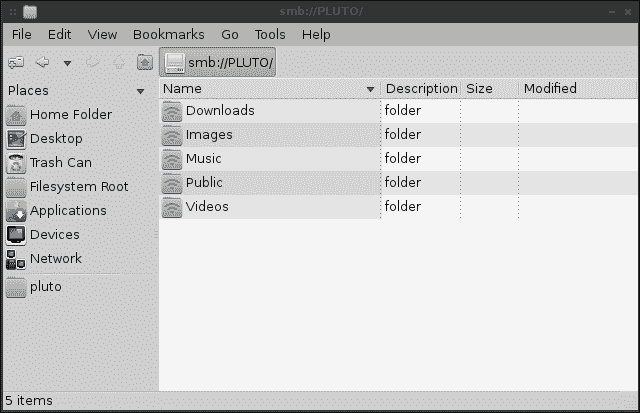 smb://PLUTO/
File Edit View Bookmarks Go Tools Help
smb://PLUTO/
Places
Home Folder
Desktop
Trash Can
Filesystem Root
Applications
Devices
Network
pluto
Name Description Size Modified
Downloads folder
Images folder
Music folder
Public folder
Videos folder
5 items